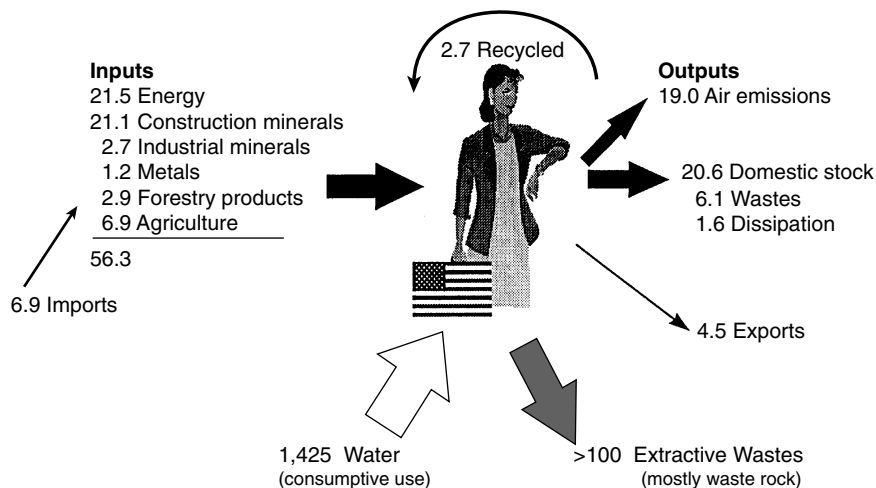 2.7 Recycled
Inputs
21.5 Energy
21.1 Construction minerals
2.7 Industrial minerals
1.2 Metals
2.9 Forestry products
6.9 Agriculture
56.3
6.9 Imports
Outputs
19.0 Air emissions
20.6 Domestic stock
6.1 Wastes
1.6 Dissipation
4.5 Exports
1,425 Water
(consumptive use)
>100 Extractive Wastes
(mostly waste rock)